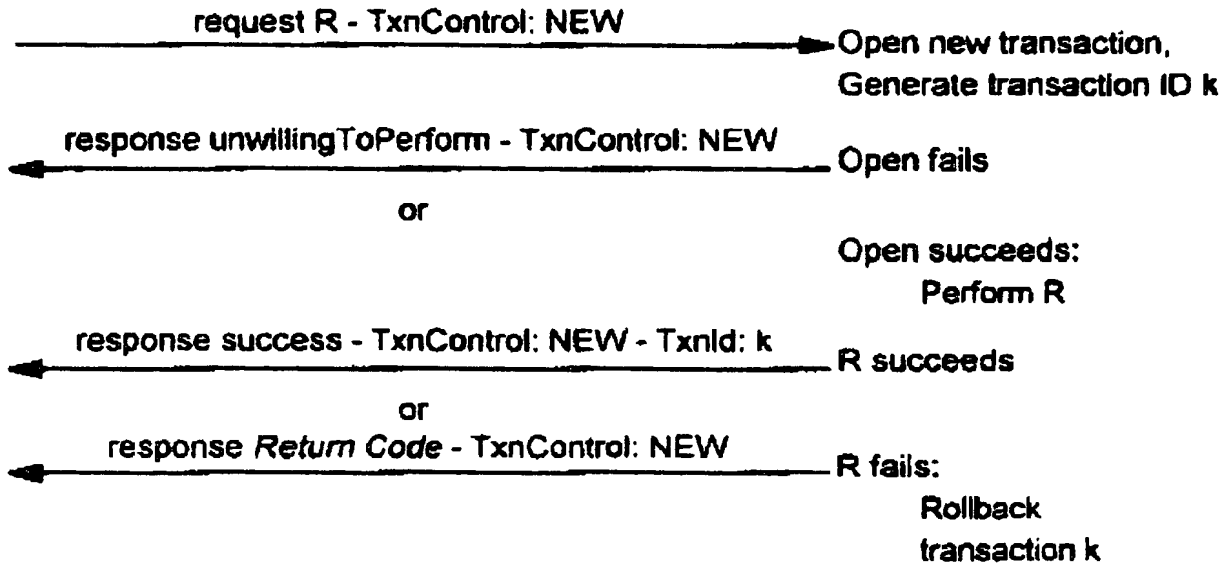 request R - TxnControl: NEW
Open new transaction,
Generate transaction ID k
response unwillingToPerform - TxnControl: NEW
Open fails
or
Open succeeds:
Perform R
response success - TxnControl: NEW - TxnId: k
R succeeds
or
response Return Code - TxnControl: NEW
R fails:
Rollback
transaction k